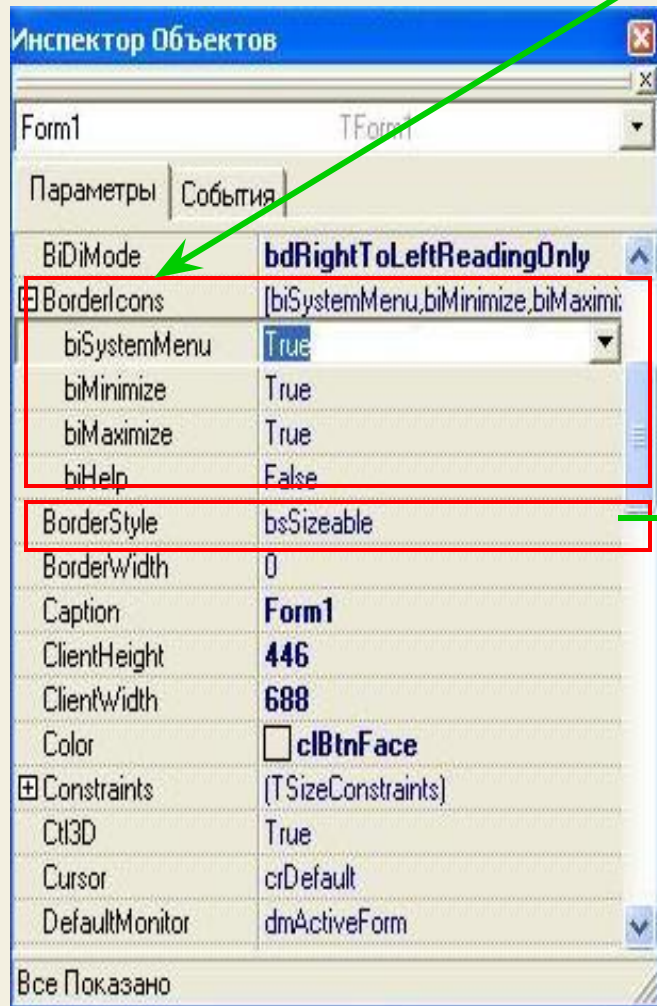 Инспектор Объектов
Form1 TForm1
Параметры События
BiDiMode bdRightToLeftReadingOnly
BorderIcons [biSystemMenu,biMinimize,biMaximi
biSystemMenu True
biMinimize True
biMaximize True
biHelp False
BorderStyle bsSizeable
BorderWidth 0
Caption Form1
ClientHeight 446
ClientWidth 688
Color clBtnFace
Constraints (TSizeConstraints)
Ctl3D True
Cursor crDefault
DefaultMonitor dmActiveForm
Все Показано